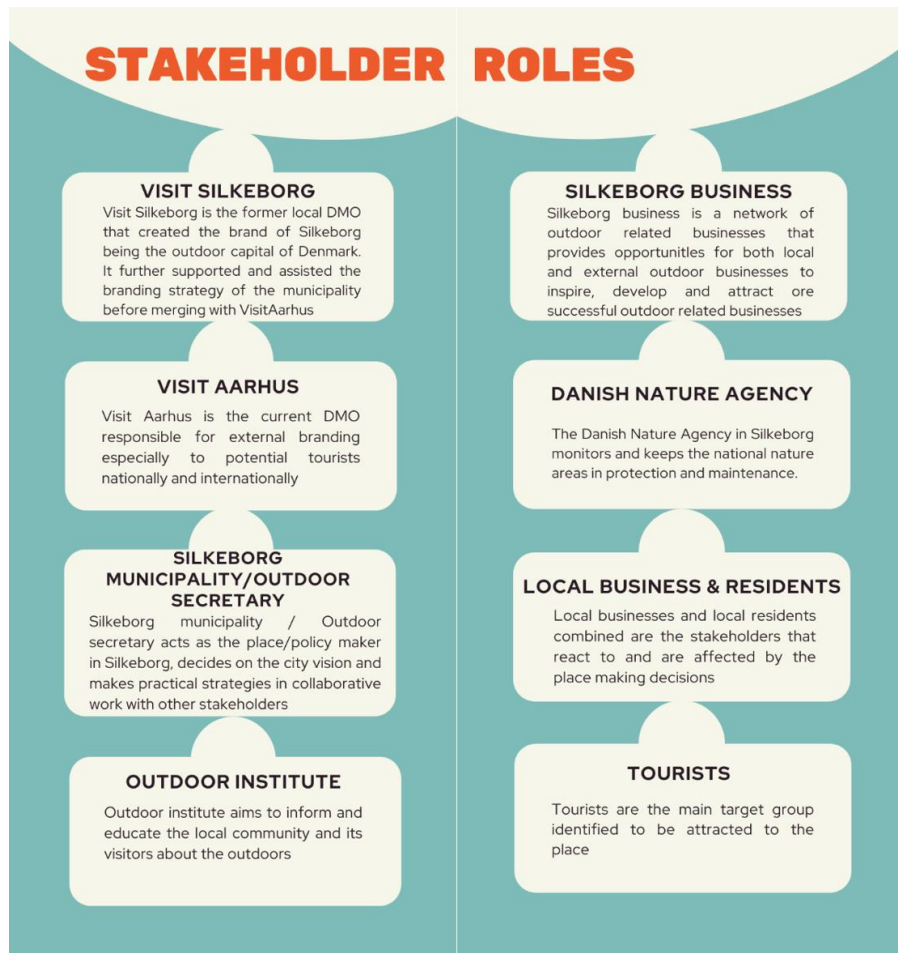 STAKEHOLDER ROLES
VISIT SILKEBORG
Visit Silkeborg is the former local DMO
that created the brand of Silkeborg
being the outdoor capital of Denmark.
It further supported and assisted the
branding strategy of the municipality
before merging with VisitAarhus
VISIT AARHUS
Visit Aarhus is the current DMO
responsible for external branding
especially to potential tourists
nationally and internationally
SILKEBORG
MUNICIPALITY/OUTDOOR
SECRETARY
Silkeborg municipality / Outdoor
secretary acts as the place/policy maker
in Silkeborg, decides on the city vision and
makes practical strategies in collaborative
work with other stakeholders
OUTDOOR INSTITUTE
Outdoor institute aims to inform and
educate the local community and its
visitors about the outdoors
SILKEBORG BUSINESS
Silkeborg business is a network of
outdoor related businesses that
provides opportunitles for both local
and external outdoor businesses to
inspire, develop and attract ore
successful outdoor related businesses
DANISH NATURE AGENCY
The Danish Nature Agency in Silkeborg
monitors and keeps the national nature
areas in protection and maintenance.
LOCAL BUSINESS & RESIDENTS
Local businesses and local residents
combined are the stakeholders that
react to and are affected by the
place making decisions
TOURISTS
Tourists are the main target group
identified to be attracted to the
place